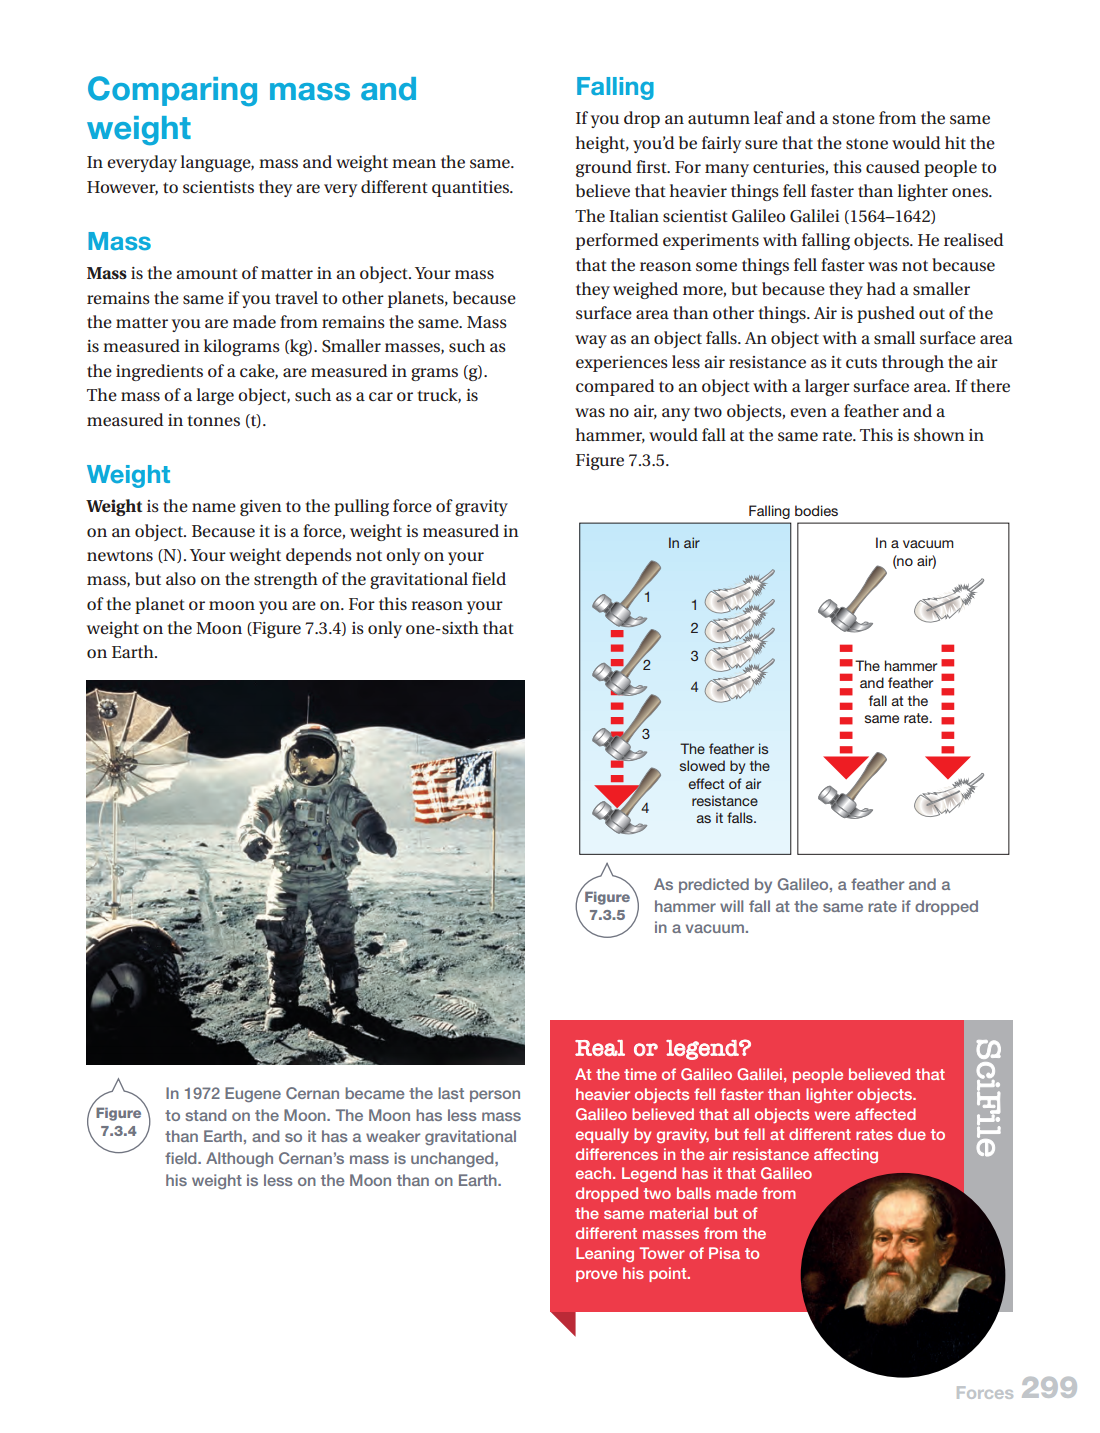 Comparing mass and
weight
In everyday language, mass and weight mean the same.
However, to scientists they are very different quantities.
Mass
Mass is the amount of matter in an object. Your mass
remains the same if you travel to other planets, because
the matter you are made from remains the same. Mass
is measured in kilograms (kg). Smaller masses, such as
the ingredients of a cake, are measured in grams (g).
The mass of a large object, such as a car or truck, is
measured in tonnes (t).
Weight
Weight is the name given to the pulling force of gravity
on an object. Because it is a force, weight is measured in
newtons (N). Your weight depends not only on your
mass, but also on the strength of the gravitational field
of the planet or moon you are on. For this reason your
weight on the Moon (Figure 7.3.4) is only one-sixth that
on Earth.
Figure
7.3.4
In 1972 Eugene Cernan became the last person
to stand on the Moon. The Moon has less mass
than Earth, and so it has a weaker gravitational
field. Although Cernan's mass is unchanged,
his weight is less on the Moon than on Earth.
Falling
If you drop an autumn leaf and a stone from the same
height, you'd be fairly sure that the stone would hit the
ground first. For many centuries, this caused people to
believe that heavier things fell faster than lighter ones.
The Italian scientist Galileo Galilei (1564–1642)
performed experiments with falling objects. He realised
that the reason some things fell faster was not because
they weighed more, but because they had a smaller
surface area than other things. Air is pushed out of the
way as an object falls. An object with a small surface area
experiences less air resistance as it cuts through the air
compared to an object with a larger surface area. If there
was no air, any two objects, even a feather and a
hammer, would fall at the same rate. This is shown in
Figure 7.3.5.
Falling bodies
In air
1
2
3
4
1
2
3
4
The feather is
slowed by the
effect of air
resistance
as it falls.
In a vacuum
(no air)
The hammer
and feather
fall at the
same rate.
Figure
7.3.5
As predicted by Galileo, a feather and a
hammer will fall at the same rate if dropped
in a vacuum.
SciFile
Real or legend?
At the time of Galileo Galilei, people believed that
heavier objects fell faster than lighter objects.
Galileo believed that all objects were affected
equally by gravity, but fell at different rates due to
differences in the air resistance affecting
each. Legend has it that Galileo
dropped two balls made from
the same material but of
different masses from the
Leaning Tower of Pisa to
prove his point.
Forces 299